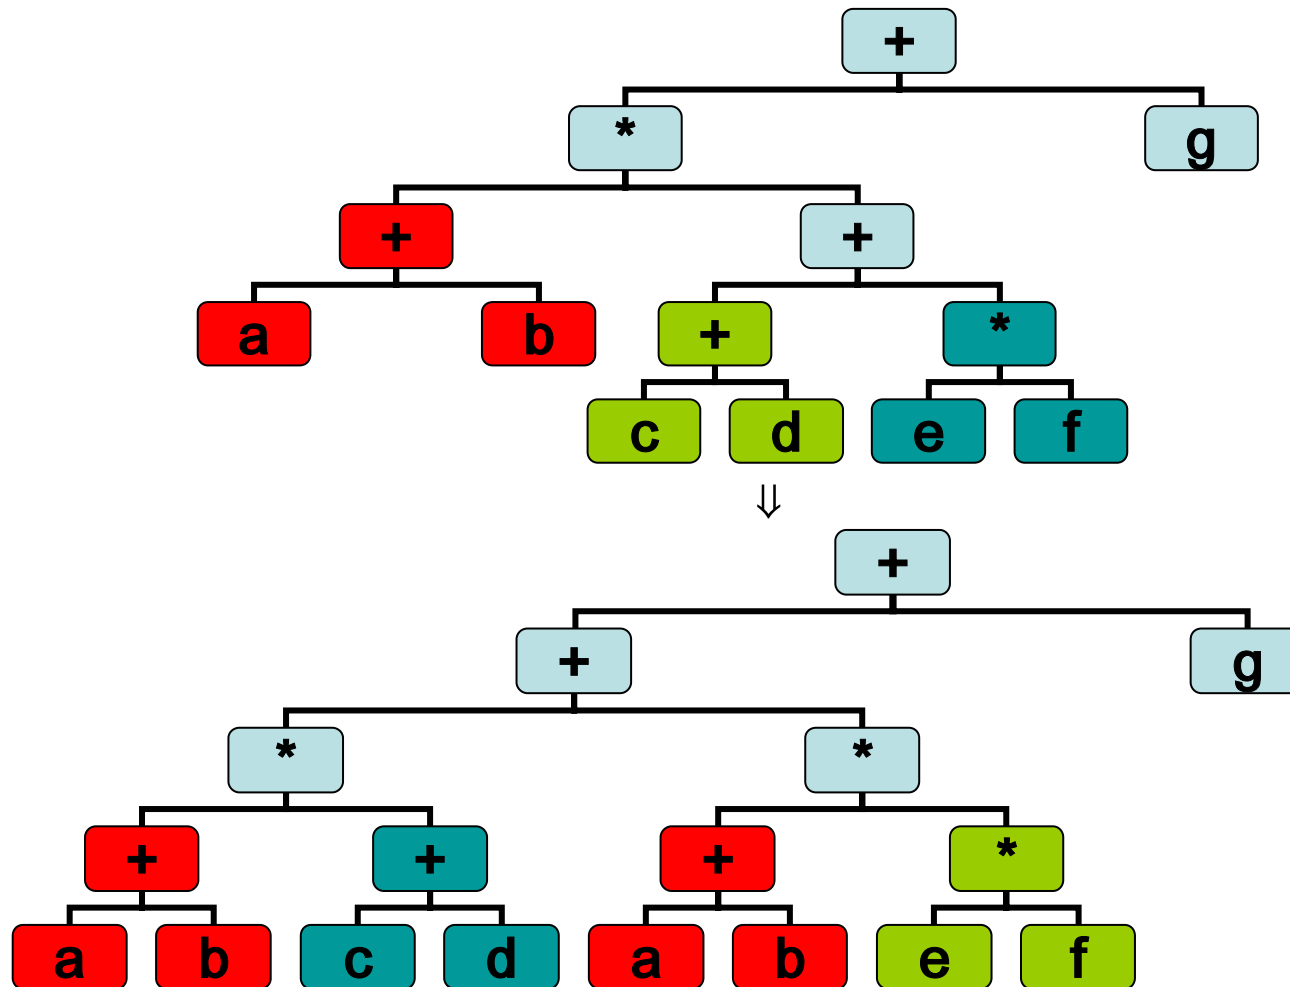 +
* g
+ +
a b + *
c d e f
⇓
+
+ g
* *
+ + + *
a b c d a b e f